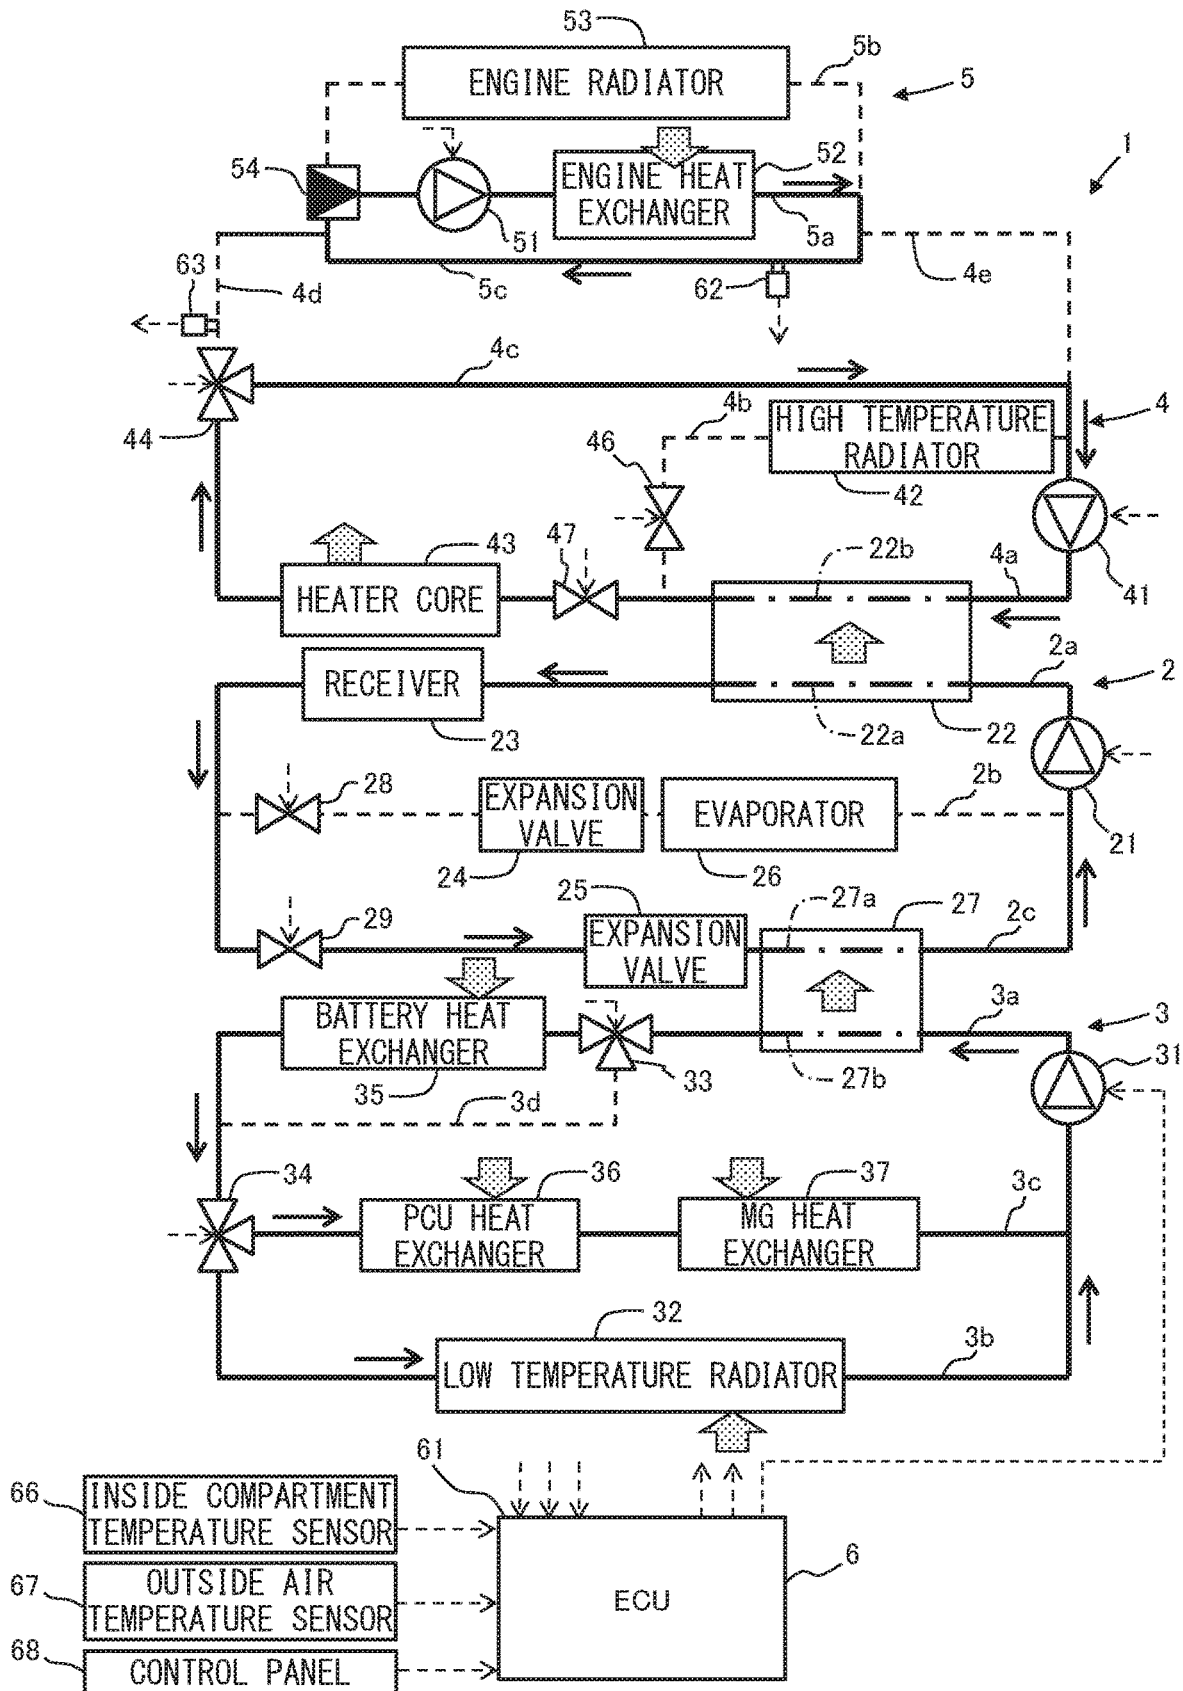 53
ENGINE RADIATOR
5b
5
54
51
ENGINE HEAT
EXCHANGER
52
5a
1
63
4d
5c
62
4e
44
4c
4b
HIGH TEMPERATURE
RADIATOR
42
4
46
43
HEATER CORE
47
22b
4a
41
RECEIVER
23
22a
22
2a
2
28
EXPANSION
VALVE
24
EVAPORATOR
26
2b
21
29
25
EXPANSION
VALVE
27a
27
2c
BATTERY HEAT
EXCHANGER
35
33
27b
3a
3
31
3d
34
36
PCU HEAT
EXCHANGER
37
MG HEAT
EXCHANGER
3c
32
LOW TEMPERATURE RADIATOR
3b
61
66
INSIDE COMPARTMENT
TEMPERATURE SENSOR
67
OUTSIDE AIR
TEMPERATURE SENSOR
68
CONTROL PANEL
ECU
6